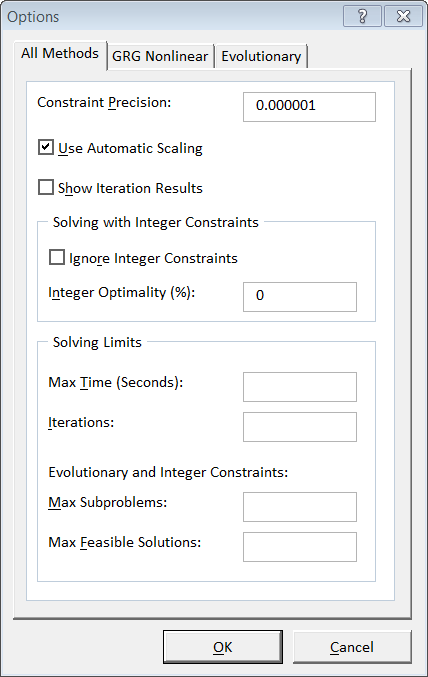 Options ?
All Methods GRG Nonlinear Evolutionary
Constraint Precision: 0.000001
Use Automatic Scaling
Show Iteration Results
Solving with Integer Constraints
Ignore Integer Constraints
Integer Optimality (%): 0
Solving Limits
Max Time (Seconds):
Iterations:
Evolutionary and Integer Constraints:
Max Subproblems:
Max Feasible Solutions:
OK Cancel